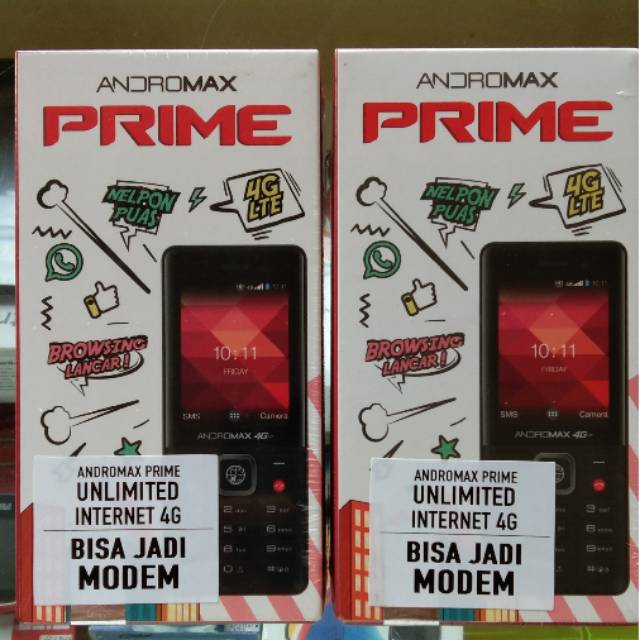 ANDROMAX
PRIME
NELPON
PUAS
4G
LTE
BROWSING
LANCAR!
10:11
FRIDAY
SMS
Camera
ANDROMAX 4G
ANDROMAX PRIME
UNLIMITED
INTERNET 4G
BISA JADI
MODEM
ANDROMAX
PRIME
NELPON
PUAS
4G
LTE
BROWSING
LANCAR!
10:11
FRIDAY
SMS
Camera
ANDROMAX 4G
ANDROMAX PRIME
UNLIMITED
INTERNET 4G
BISA JADI
MODEM